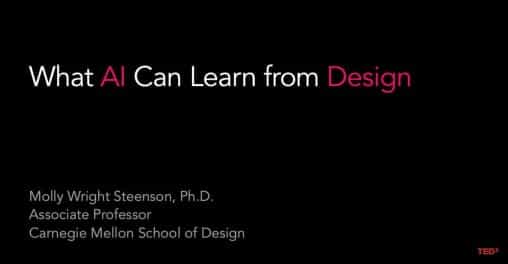 What AI Can Learn from Design
Molly Wright Steenson, Ph.D.
Associate Professor
Carnegie Mellon School of Design
TEDx